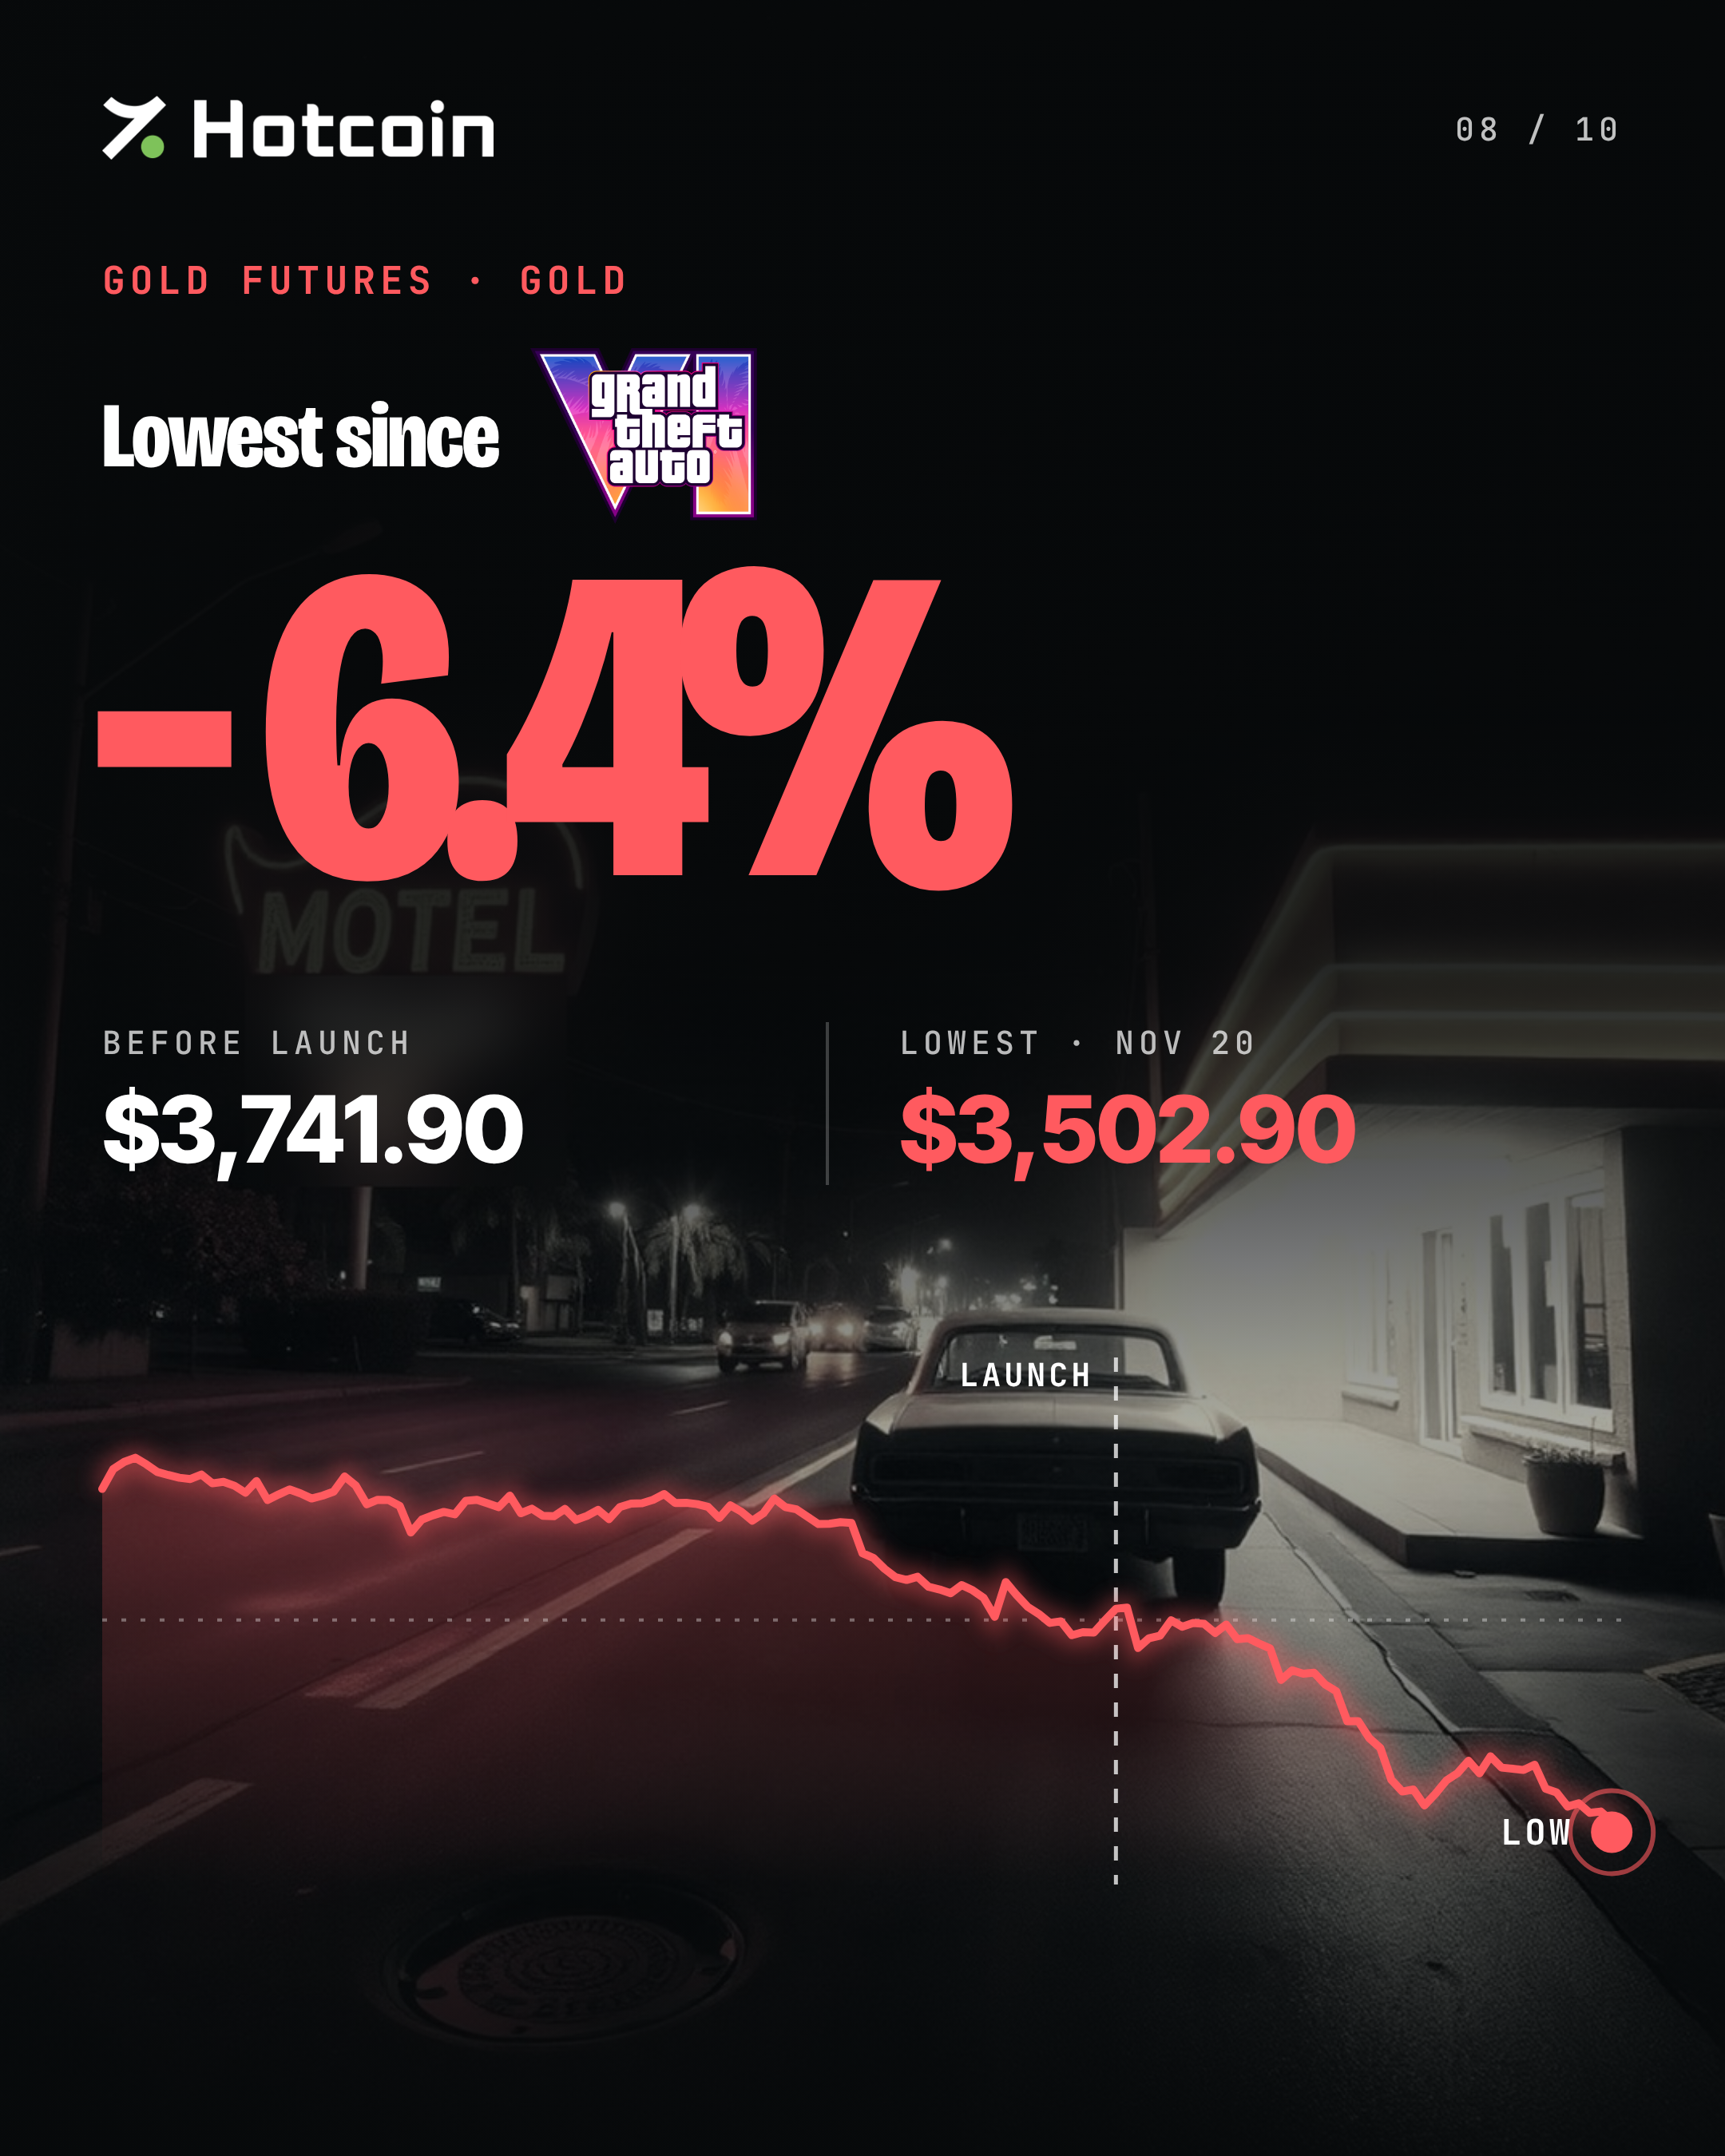 Hotcoin
08 / 10
GOLD FUTURES · GOLD
Lowest since
VI
grand
theft
auto
-6.4%
MOTEL
BEFORE LAUNCH
LOWEST · NOV 20
$3,741.90
$3,502.90
LAUNCH
LOW